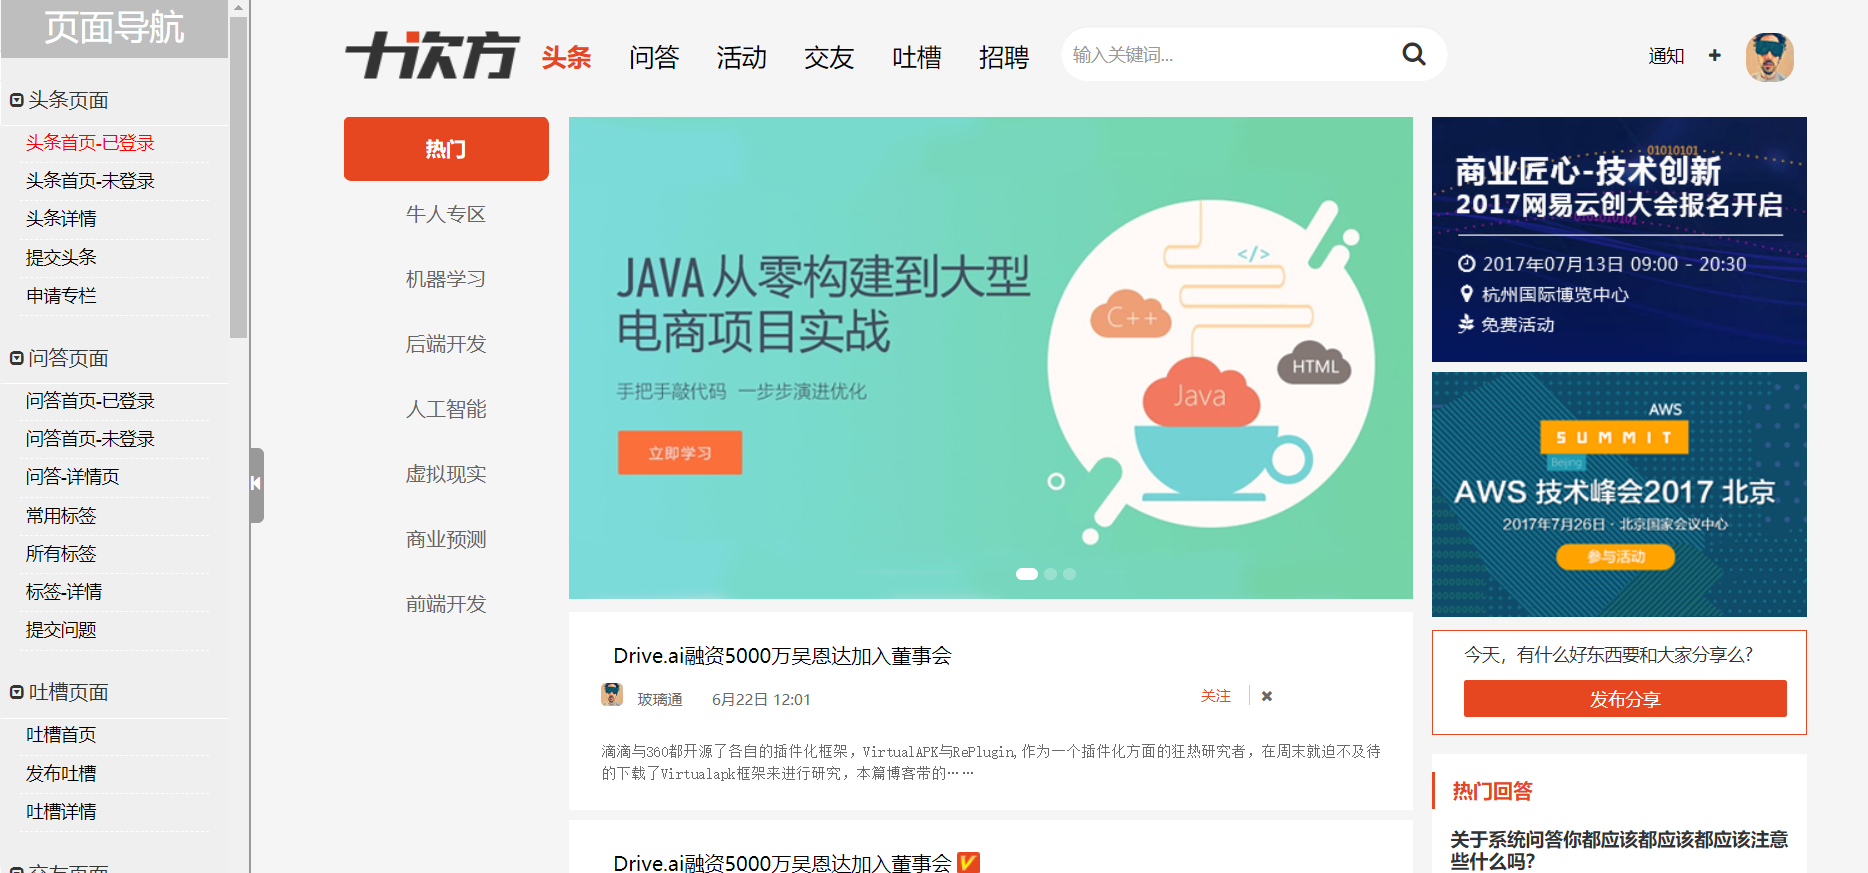 页面导航
头条页面
头条首页-已登录
头条首页-未登录
头条详情
提交头条
申请专栏
问答页面
问答首页-已登录
问答首页-未登录
问答-详情页
常用标签
所有标签
标签-详情
提交问题
吐槽页面
吐槽首页
发布吐槽
吐槽详情
交友页面
十次方
头条 问答 活动 交友 吐槽 招聘
输入关键词...
通知
热门
牛人专区
机器学习
后端开发
人工智能
虚拟现实
商业预测
前端开发
JAVA 从零构建到大型
电商项目实战
手把手敲代码 一步步演进优化
立即学习
</>
C++
HTML
Java
Drive.ai融资5000万吴恩达加入董事会
玻璃通 6月22日 12:01
关注
滴滴与360都开源了各自的插件化框架，VirtualAPK与RePlugin,作为一个插件化方面的狂热研究者，在周末就迫不及待
的下载了Virtualapk框架来进行研究，本篇博客带的……
Drive.ai融资5000万吴恩达加入董事会
01010101
商业匠心-技术创新
2017网易云创大会报名开启
2017年07月13日 09:00 - 20:30
杭州国际博览中心
免费活动
AWS
SUMMIT
Beijing
AWS 技术峰会2017 北京
2017年7月26日 · 北京国家会议中心
参与活动
今天，有什么好东西要和大家分享么?
发布分享
热门回答
关于系统问答你都应该都应该都应该注意
些什么吗?